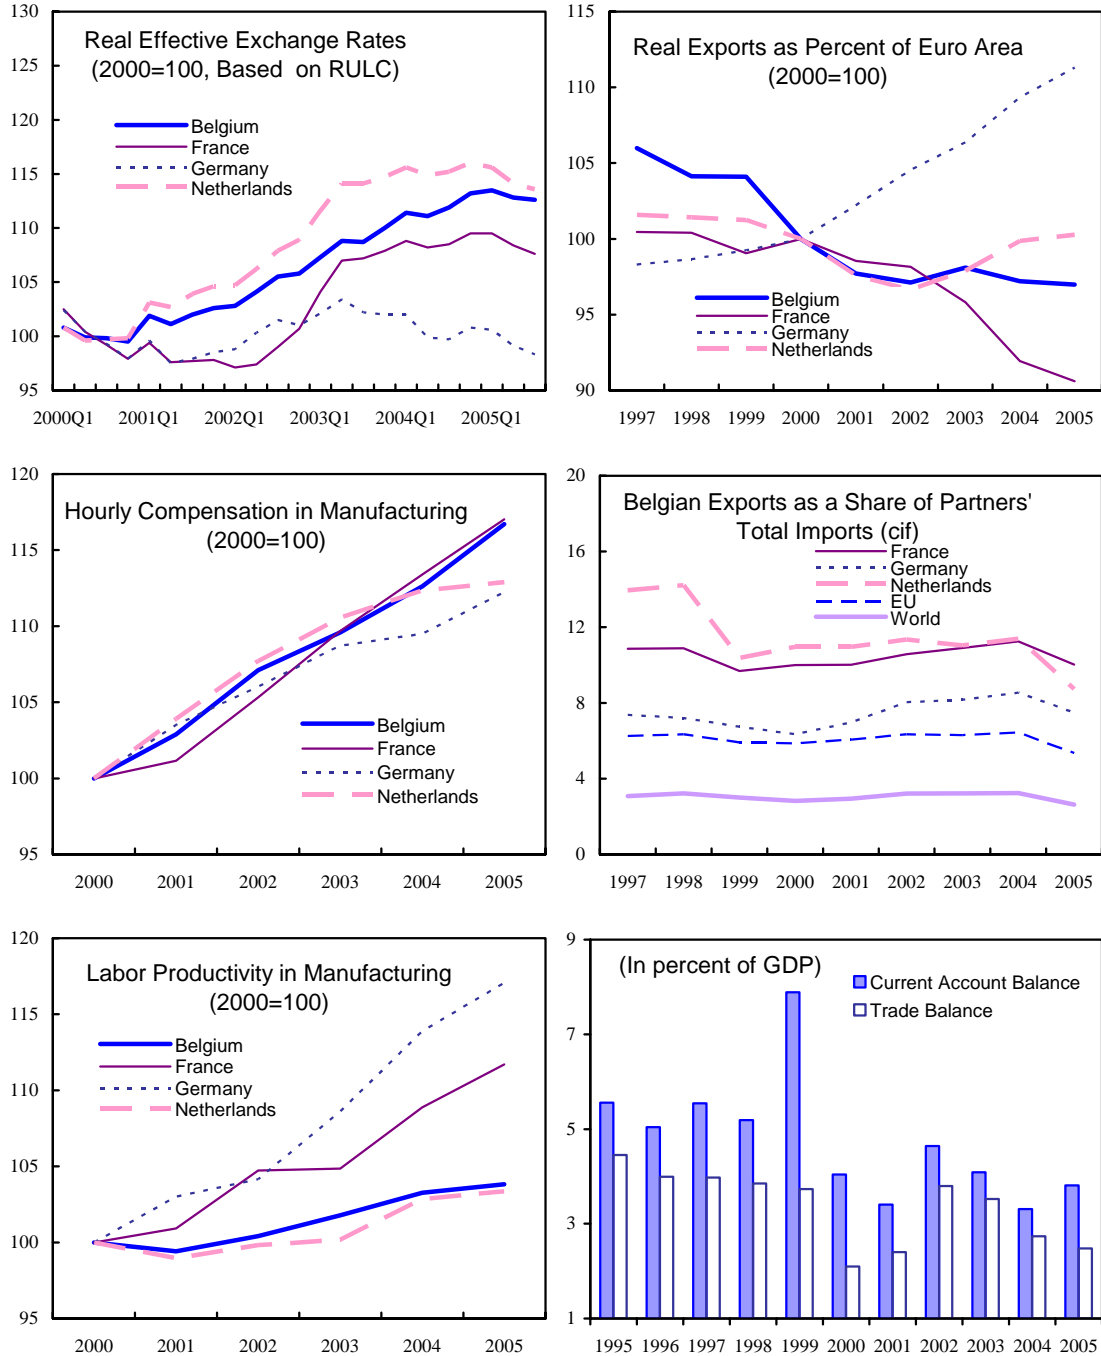 Real Effective Exchange Rates
(2000=100, Based on RULC)
130
125
120
115
110
105
100
95
Belgium
France
Germany
Netherlands
2000Q1 2001Q1 2002Q1 2003Q1 2004Q1 2005Q1
Real Exports as Percent of Euro Area
(2000=100)
115
110
105
100
95
90
Belgium
France
Germany
Netherlands
1997 1998 1999 2000 2001 2002 2003 2004 2005
Hourly Compensation in Manufacturing
(2000=100)
120
115
110
105
100
95
Belgium
France
Germany
Netherlands
2000 2001 2002 2003 2004 2005
Belgian Exports as a Share of Partners'
Total Imports (cif)
20
16
12
8
4
0
France
Germany
Netherlands
EU
World
1997 1998 1999 2000 2001 2002 2003 2004 2005
Labor Productivity in Manufacturing
(2000=100)
120
115
110
105
100
95
Belgium
France
Germany
Netherlands
2000 2001 2002 2003 2004 2005
(In percent of GDP)
9
7
5
3
1
Current Account Balance
Trade Balance
1995 1996 1997 1998 1999 2000 2001 2002 2003 2004 2005